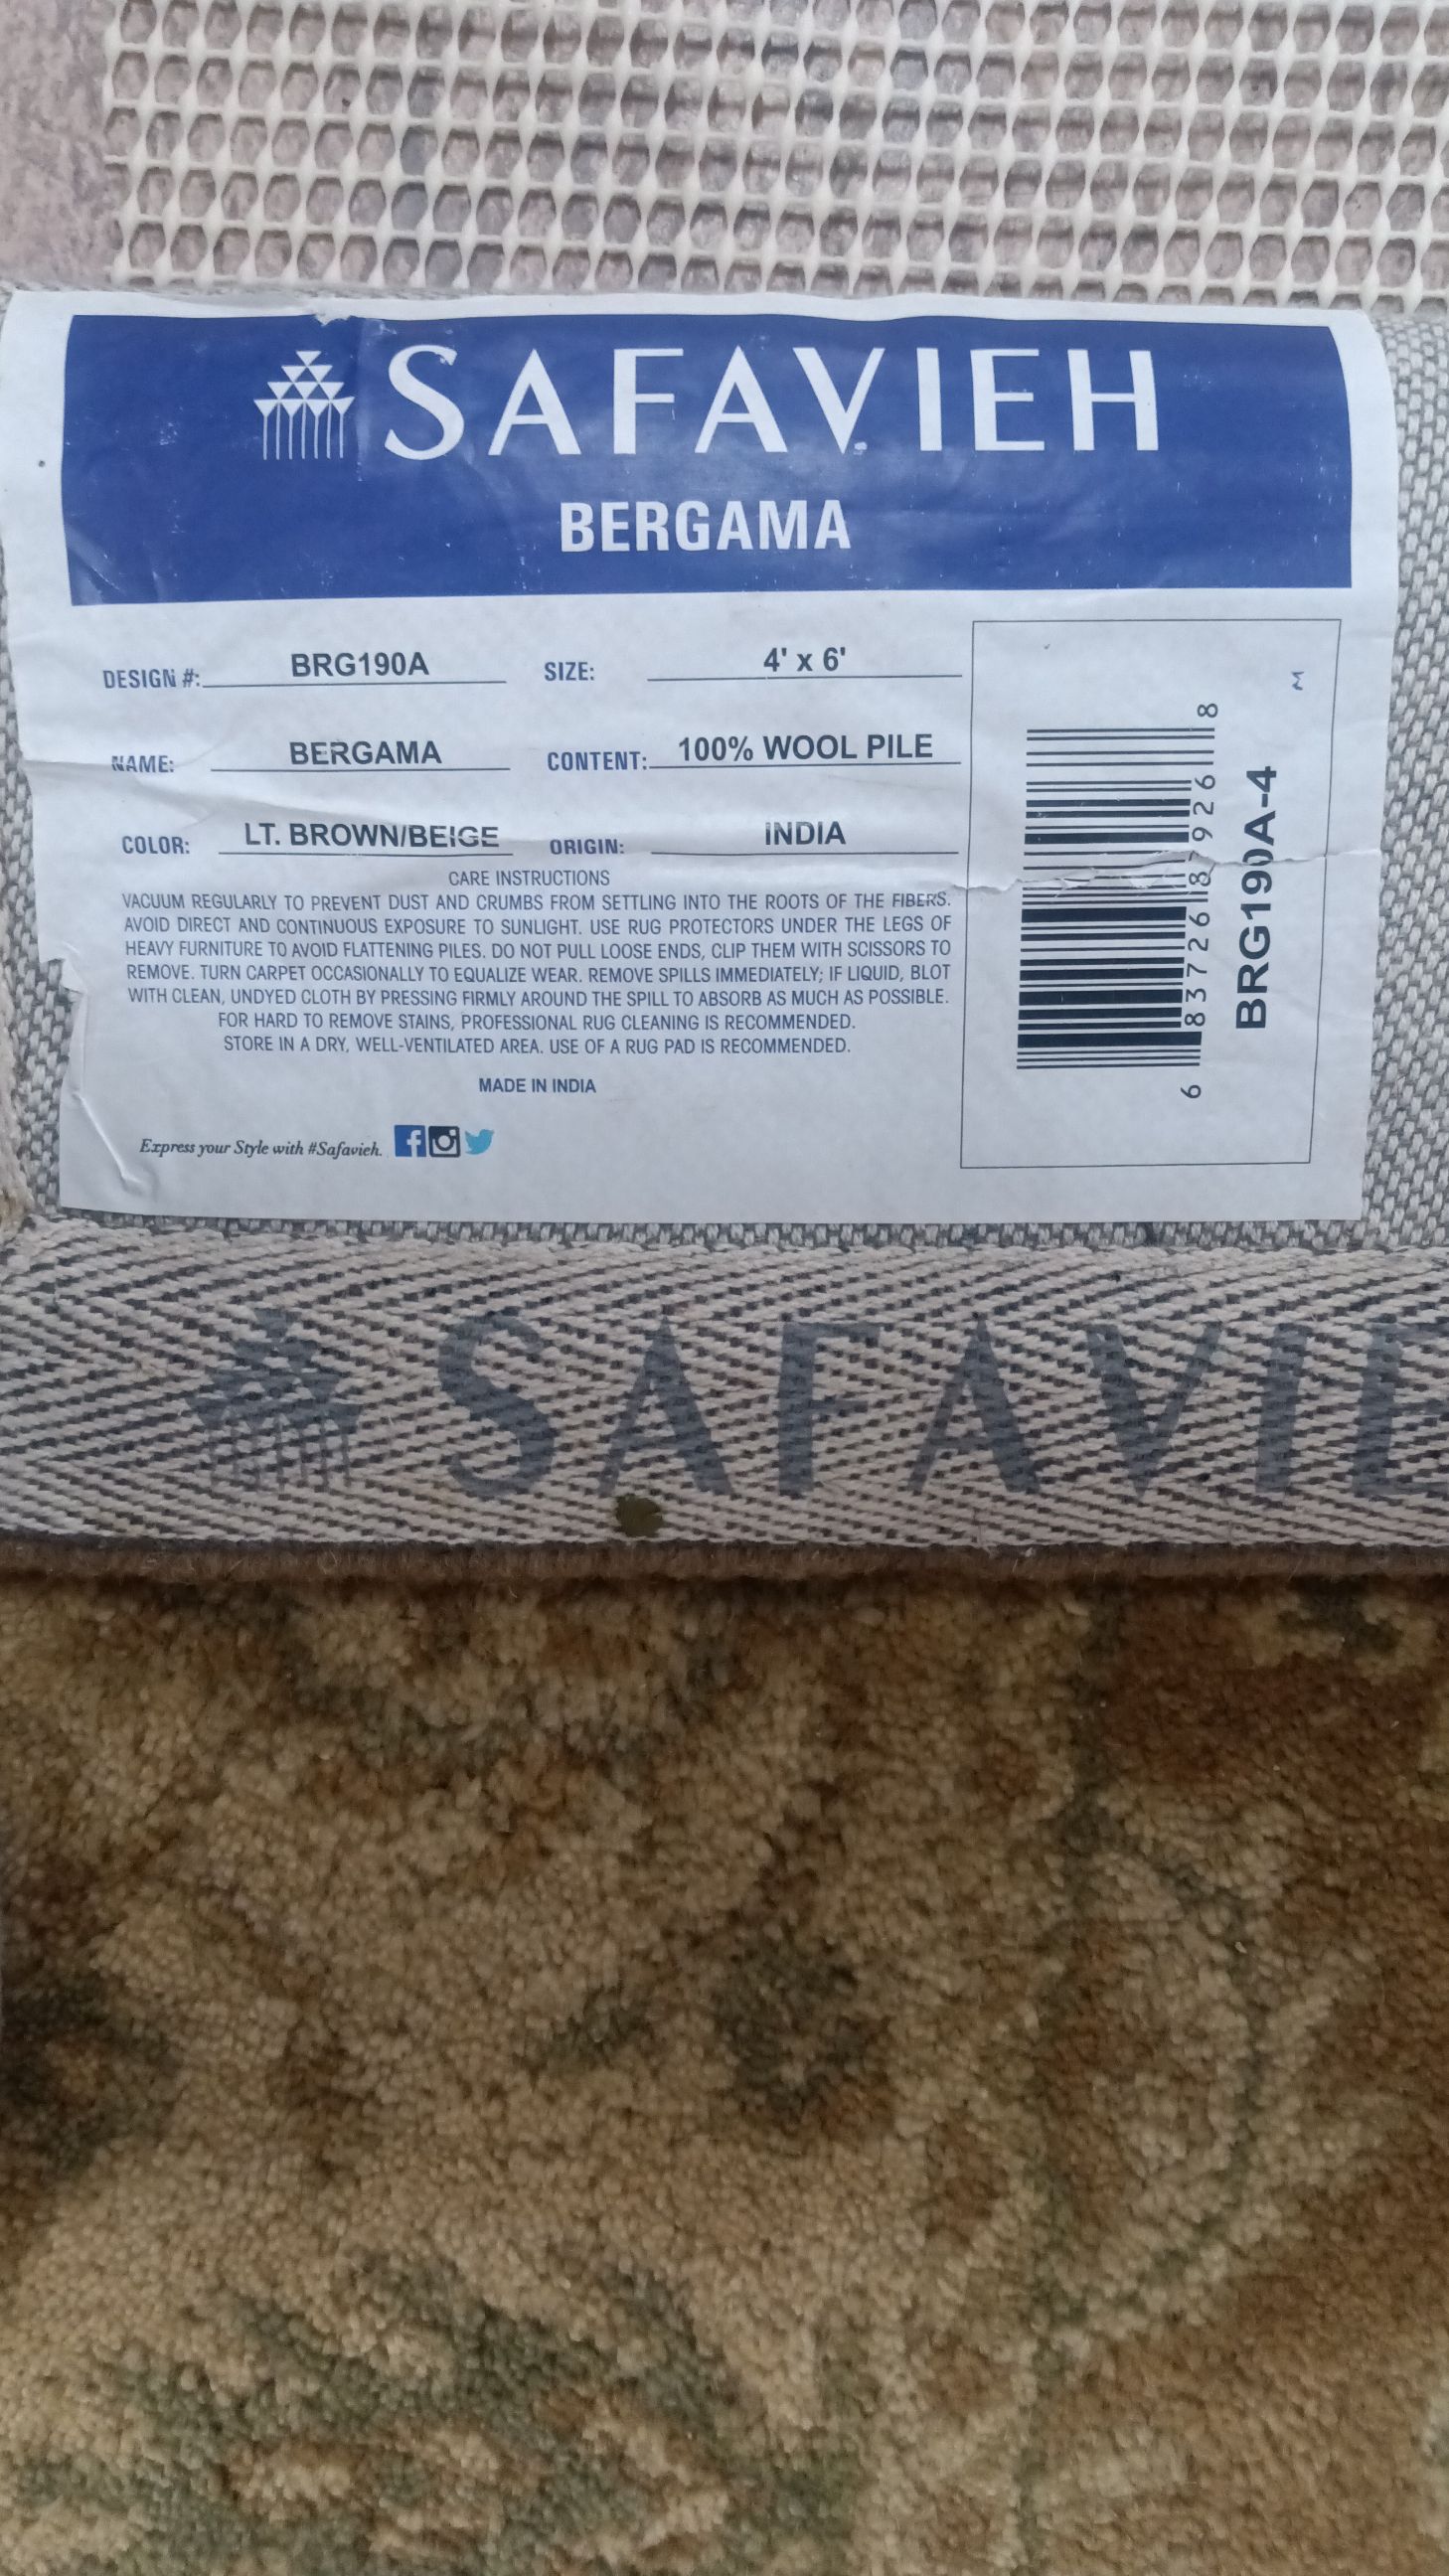 SAFAVIEH
BERGAMA
DESIGN #: BRG190A SIZE: 4' x 6'
NAME: BERGAMA CONTENT: 100% WOOL PILE
COLOR: LT. BROWN/BEIGE ORIGIN: INDIA
CARE INSTRUCTIONS
VACUUM REGULARLY TO PREVENT DUST AND CRUMBS FROM SETTLING INTO THE ROOTS OF THE FIBERS.
AVOID DIRECT AND CONTINUOUS EXPOSURE TO SUNLIGHT. USE RUG PROTECTORS UNDER THE LEGS OF
HEAVY FURNITURE TO AVOID FLATTENING PILES. DO NOT PULL LOOSE ENDS, CLIP THEM WITH SCISSORS TO
REMOVE. TURN CARPET OCCASIONALLY TO EQUALIZE WEAR. REMOVE SPILLS IMMEDIATELY; IF LIQUID, BLOT
WITH CLEAN, UNDYED CLOTH BY PRESSING FIRMLY AROUND THE SPILL TO ABSORB AS MUCH AS POSSIBLE.
FOR HARD TO REMOVE STAINS, PROFESSIONAL RUG CLEANING IS RECOMMENDED.
STORE IN A DRY, WELL-VENTILATED AREA. USE OF A RUG PAD IS RECOMMENDED.
MADE IN INDIA
Express your Style with #Safavieh.
6 83726 87926 8
BRG190A-4
M
SAFAVIE